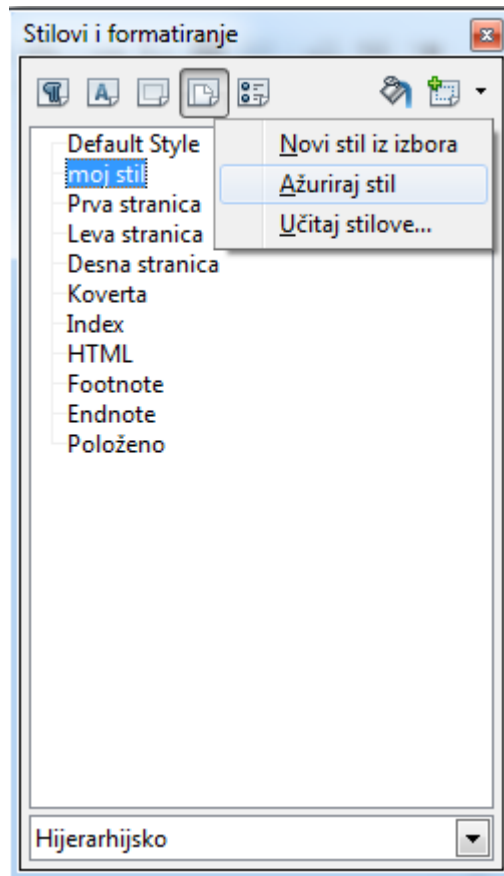 Stilovi i formatiranje
Default Style
moj stil
Prva stranica
Leva stranica
Desna stranica
Koverta
Index
HTML
Footnote
Endnote
Položeno
Novi stil iz izbora
Ažuriraj stil
Učitaj stilove...
Hijerarhijsko